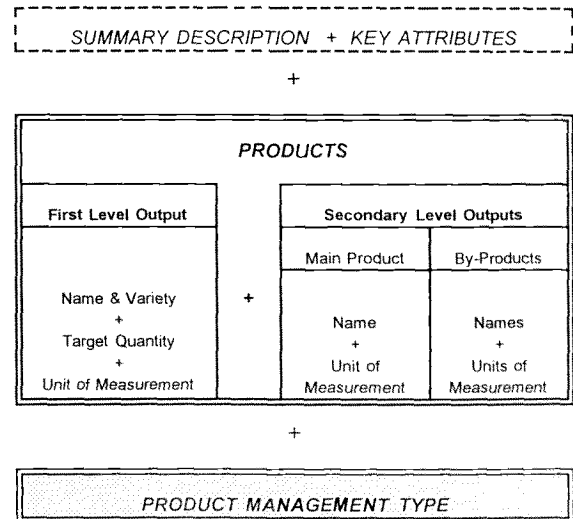 SUMMARY DESCRIPTION + KEY ATTRIBUTES
+
PRODUCTS
First Level Output
Name & Variety
+
Target Quantity
+
Unit of Measurement
+
Secondary Level Outputs
Main Product
Name
+
Unit of
Measurement
By-Products
Names
+
Units of
Measurement
+
PRODUCT MANAGEMENT TYPE